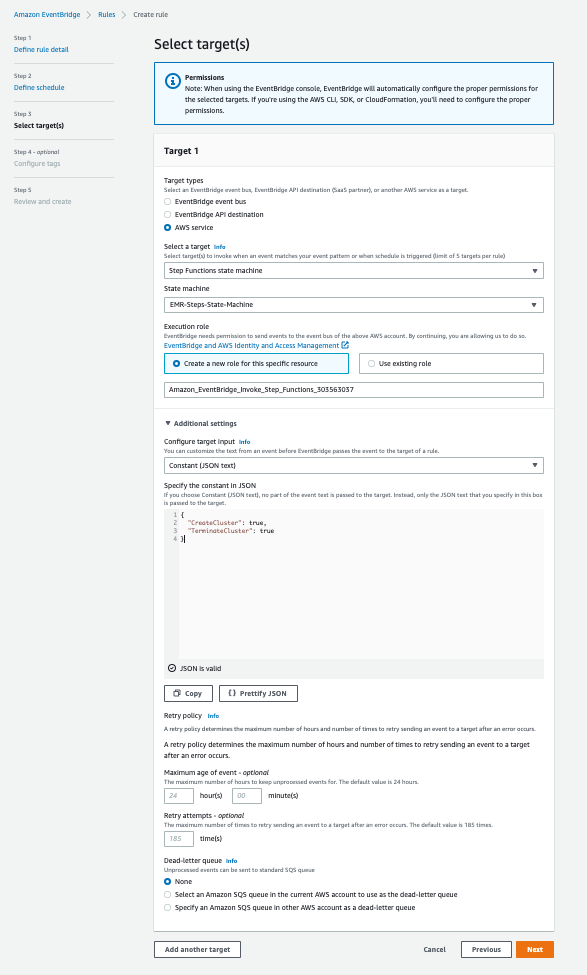 Amazon EventBridge > Rules > Create rule
Step 1
Define rule detail
Step 2
Define schedule
Step 3
Select target(s)
Step 4 - optional
Configure tags
Step 5
Review and create
Select target(s)
Permissions
Note: When using the EventBridge console, EventBridge will automatically configure the proper permissions for
the selected targets. If you're using the AWS CLI, SDK, or CloudFormation, you'll need to configure the proper
permissions.
Target 1
Target types
Select an EventBridge event bus, EventBridge API destination (SaaS partner), or another AWS service as a target.
EventBridge event bus
EventBridge API destination
AWS service
Select a target Info
Select target(s) to invoke when an event matches your event pattern or when schedule is triggered (limit of 5 targets per rule)
Step Functions state machine
State machine
EMR-Steps-State-Machine
Execution role
EventBridge needs permission to send events to the event bus of the above AWS account. By continuing, you are allowing us to do so.
EventBridge and AWS Identity and Access Management
Create a new role for this specific resource
Use existing role
Amazon_EventBridge_Invoke_Step_Functions_303563037
Additional settings
Configure target input Info
You can customize the text from an event before EventBridge passes the event to the target of a rule.
Constant (JSON text)
Specify the constant in JSON
If you choose Constant (JSON text), no part of the event text is passed to the target. Instead, only the JSON text that you specify in this box
is passed to the target.
1 {
2 "CreateCluster": true,
3 "TerminateCluster": true
4 }
JSON is valid
Copy
{} Prettify JSON
Retry policy Info
A retry policy determines the maximum number of hours and number of times to retry sending an event to a target after an error occurs.
A retry policy determines the maximum number of hours and number of times to retry sending an event to a target
after an error occurs.
Maximum age of event - optional
The maximum number of hours to keep unprocessed events for. The default value is 24 hours.
24 hour(s) 00 minute(s)
Retry attempts - optional
The maximum number of times to retry sending an event to a target after an error occurs. The default value is 185 times.
185 time(s)
Dead-letter queue Info
Unprocessed events can be sent to standard SQS queue
None
Select an Amazon SQS queue in the current AWS account to use as the dead-letter queue
Specify an Amazon SQS queue in other AWS account as a dead-letter queue
Add another target
Cancel
Previous
Next